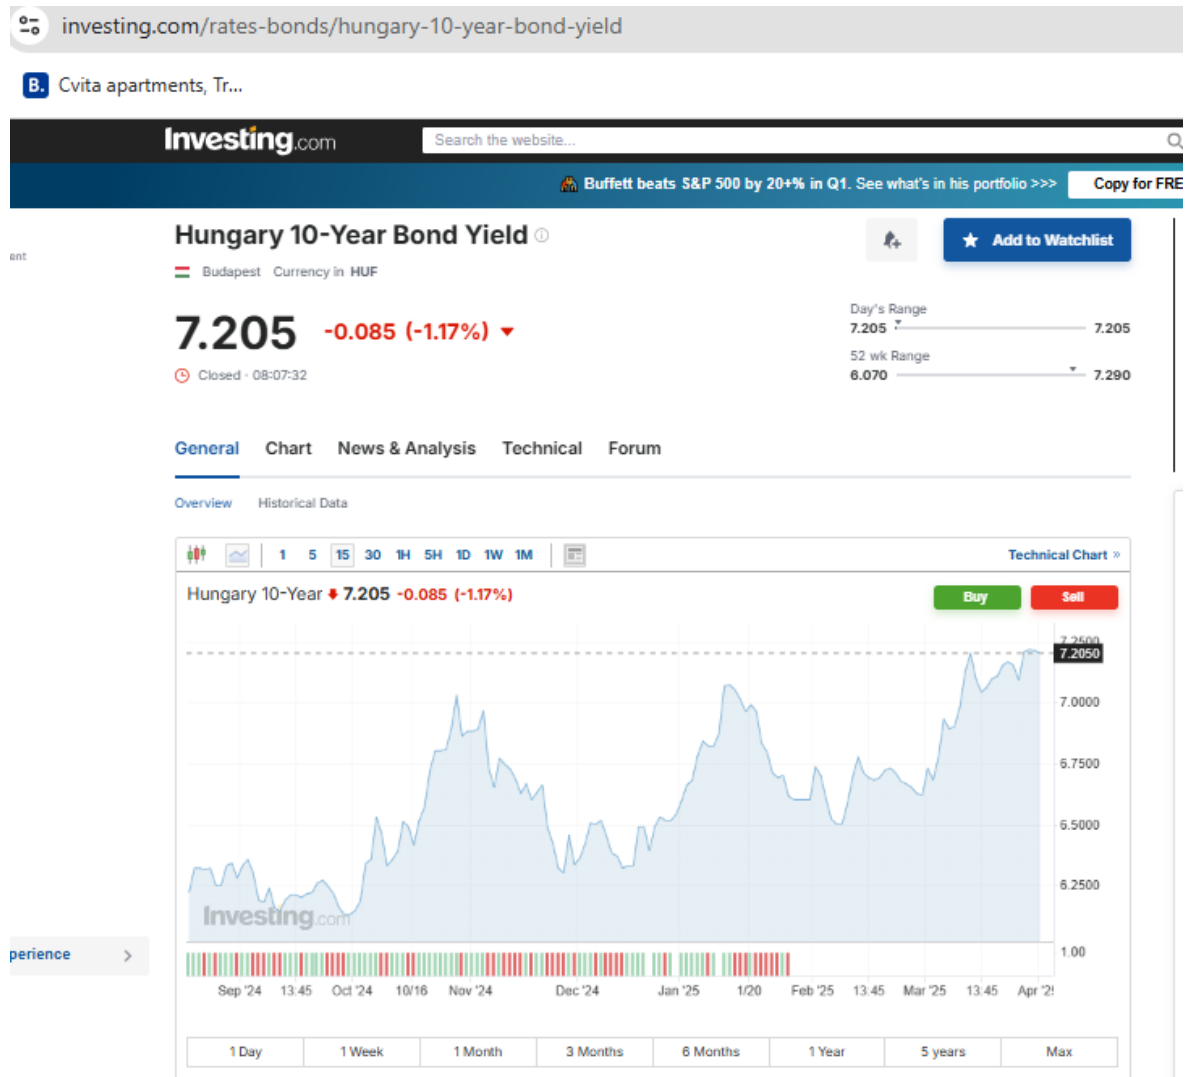 investing.com/rates-bonds/hungary-10-year-bond-yield
B. Cvita apartments, Tr...
Investing.com
Search the website...
Buffett beats S&P 500 by 20+% in Q1. See what's in his portfolio >>>
Copy for FRE
ent
Hungary 10-Year Bond Yield
Add to Watchlist
Budapest Currency in HUF
7.205 -0.085 (-1.17%)
Closed · 08:07:32
Day's Range
7.205 7.205
52 wk Range
6.070 7.290
General Chart News & Analysis Technical Forum
Overview Historical Data
1 5 15 30 1H 5H 1D 1W 1M
Technical Chart »
Hungary 10-Year 7.205 -0.085 (-1.17%)
Buy Sell
7.2500
7.2050
7.0000
6.7500
6.5000
6.2500
Investing.com
1.00
perience
Sep '24 13:45 Oct '24 10/16 Nov '24 Dec '24 Jan '25 1/20 Feb '25 13:45 Mar '25 13:45 Apr '25
1 Day 1 Week 1 Month 3 Months 6 Months 1 Year 5 years Max